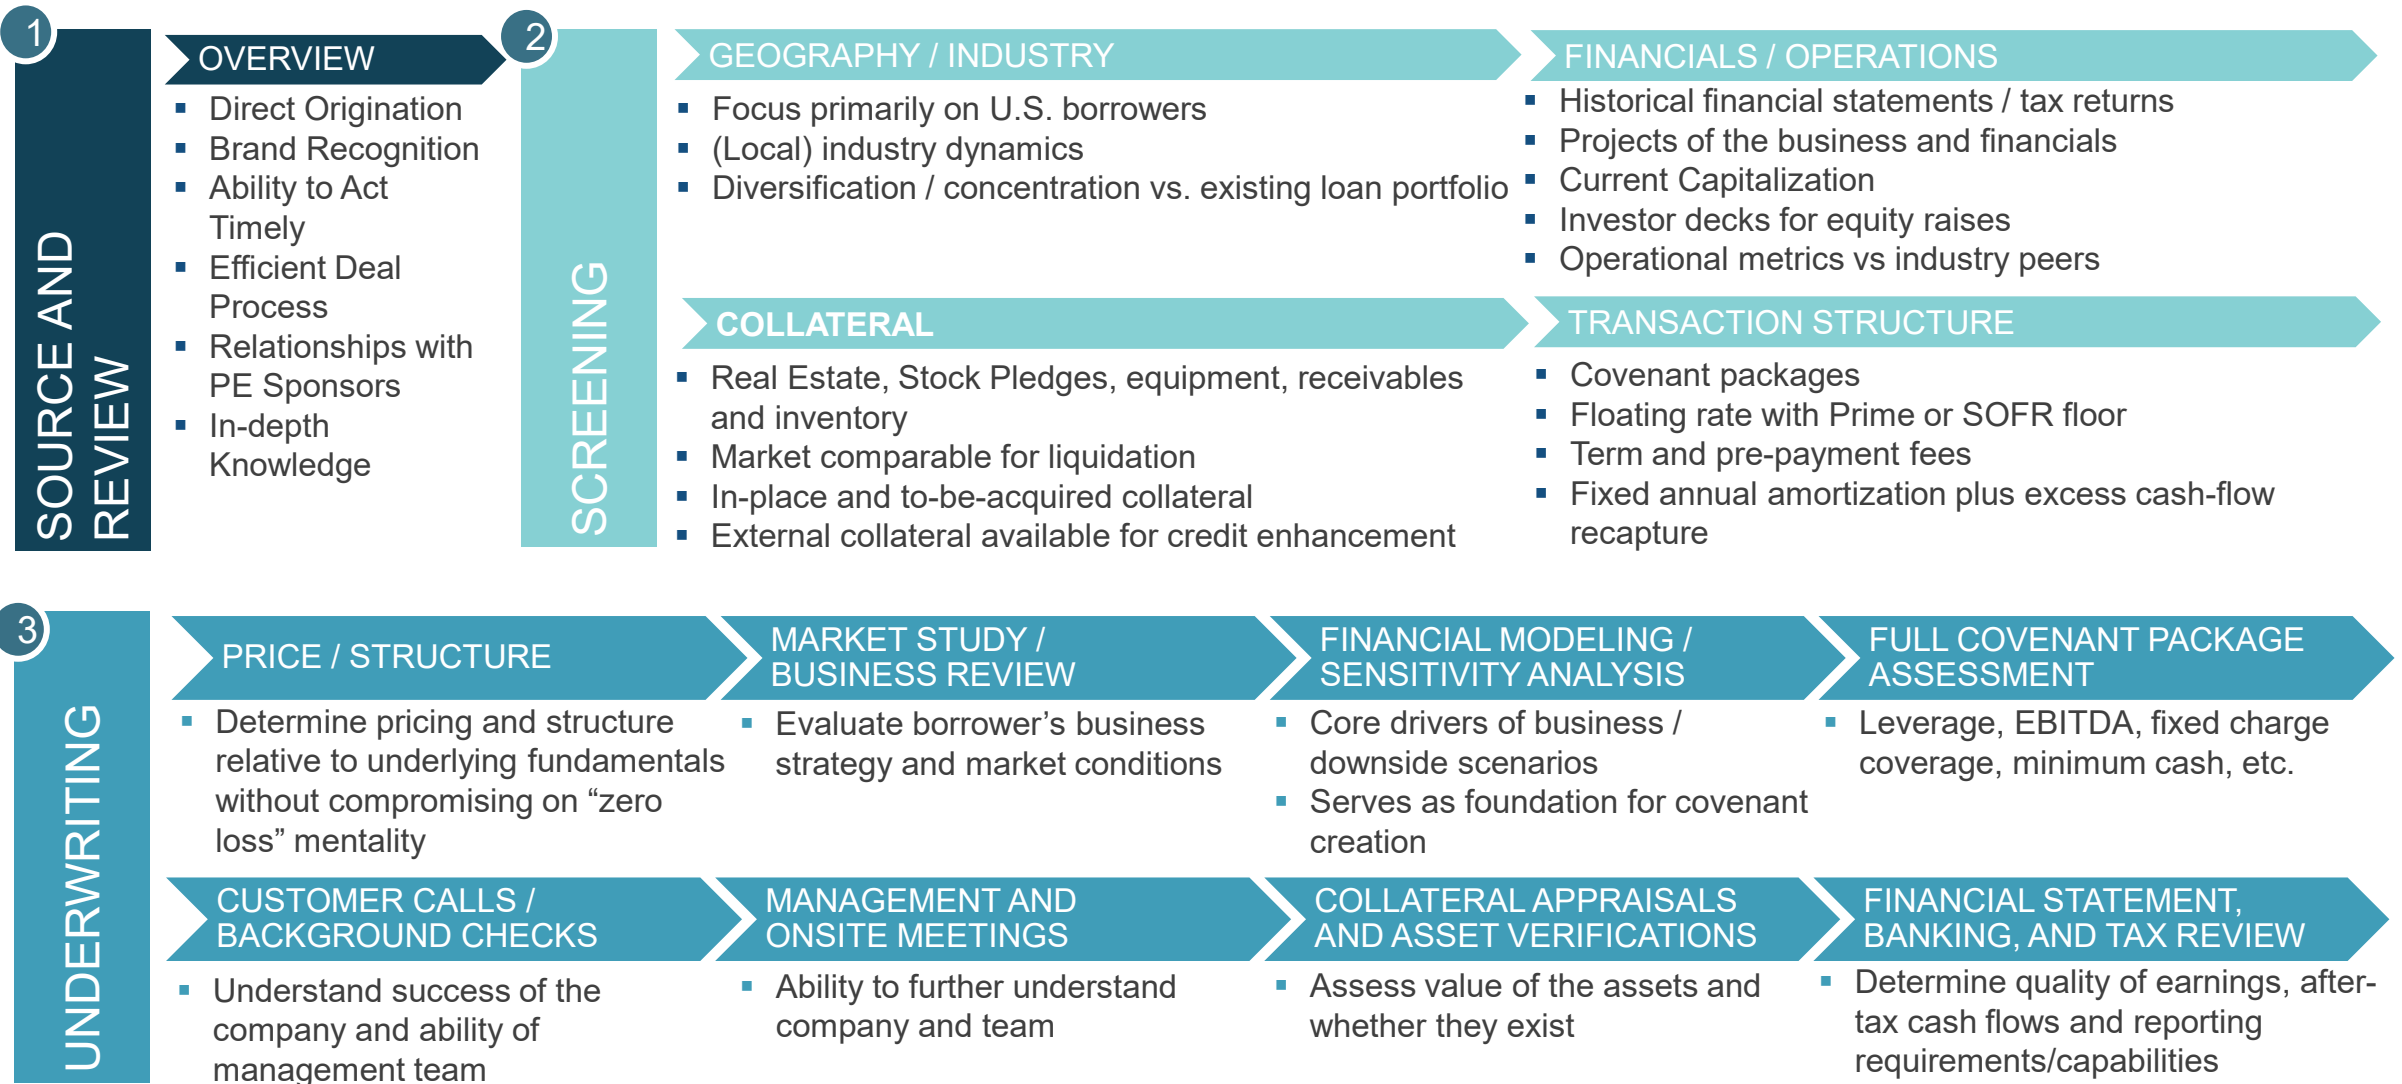 1
SOURCE AND
REVIEW
OVERVIEW
Direct Origination
Brand Recognition
Ability to Act
Timely
Efficient Deal
Process
Relationships with
PE Sponsors
In-depth
Knowledge
2
SCREENING
GEOGRAPHY / INDUSTRY
Focus primarily on U.S. borrowers
(Local) industry dynamics
Diversification / concentration vs. existing loan portfolio
FINANCIALS / OPERATIONS
Historical financial statements / tax returns
Projects of the business and financials
Current Capitalization
Investor decks for equity raises
Operational metrics vs industry peers
COLLATERAL
Real Estate, Stock Pledges, equipment, receivables
and inventory
Market comparable for liquidation
In-place and to-be-acquired collateral
External collateral available for credit enhancement
TRANSACTION STRUCTURE
Covenant packages
Floating rate with Prime or SOFR floor
Term and pre-payment fees
Fixed annual amortization plus excess cash-flow
recapture
3
UNDERWRITING
PRICE / STRUCTURE
Determine pricing and structure
relative to underlying fundamentals
without compromising on “zero
loss” mentality
MARKET STUDY /
BUSINESS REVIEW
Evaluate borrower’s business
strategy and market conditions
FINANCIAL MODELING /
SENSITIVITY ANALYSIS
Core drivers of business /
downside scenarios
Serves as foundation for covenant
creation
FULL COVENANT PACKAGE
ASSESSMENT
Leverage, EBITDA, fixed charge
coverage, minimum cash, etc.
CUSTOMER CALLS /
BACKGROUND CHECKS
Understand success of the
company and ability of
management team
MANAGEMENT AND
ONSITE MEETINGS
Ability to further understand
company and team
COLLATERAL APPRAISALS
AND ASSET VERIFICATIONS
Assess value of the assets and
whether they exist
FINANCIAL STATEMENT,
BANKING, AND TAX REVIEW
Determine quality of earnings, after-
tax cash flows and reporting
requirements/capabilities